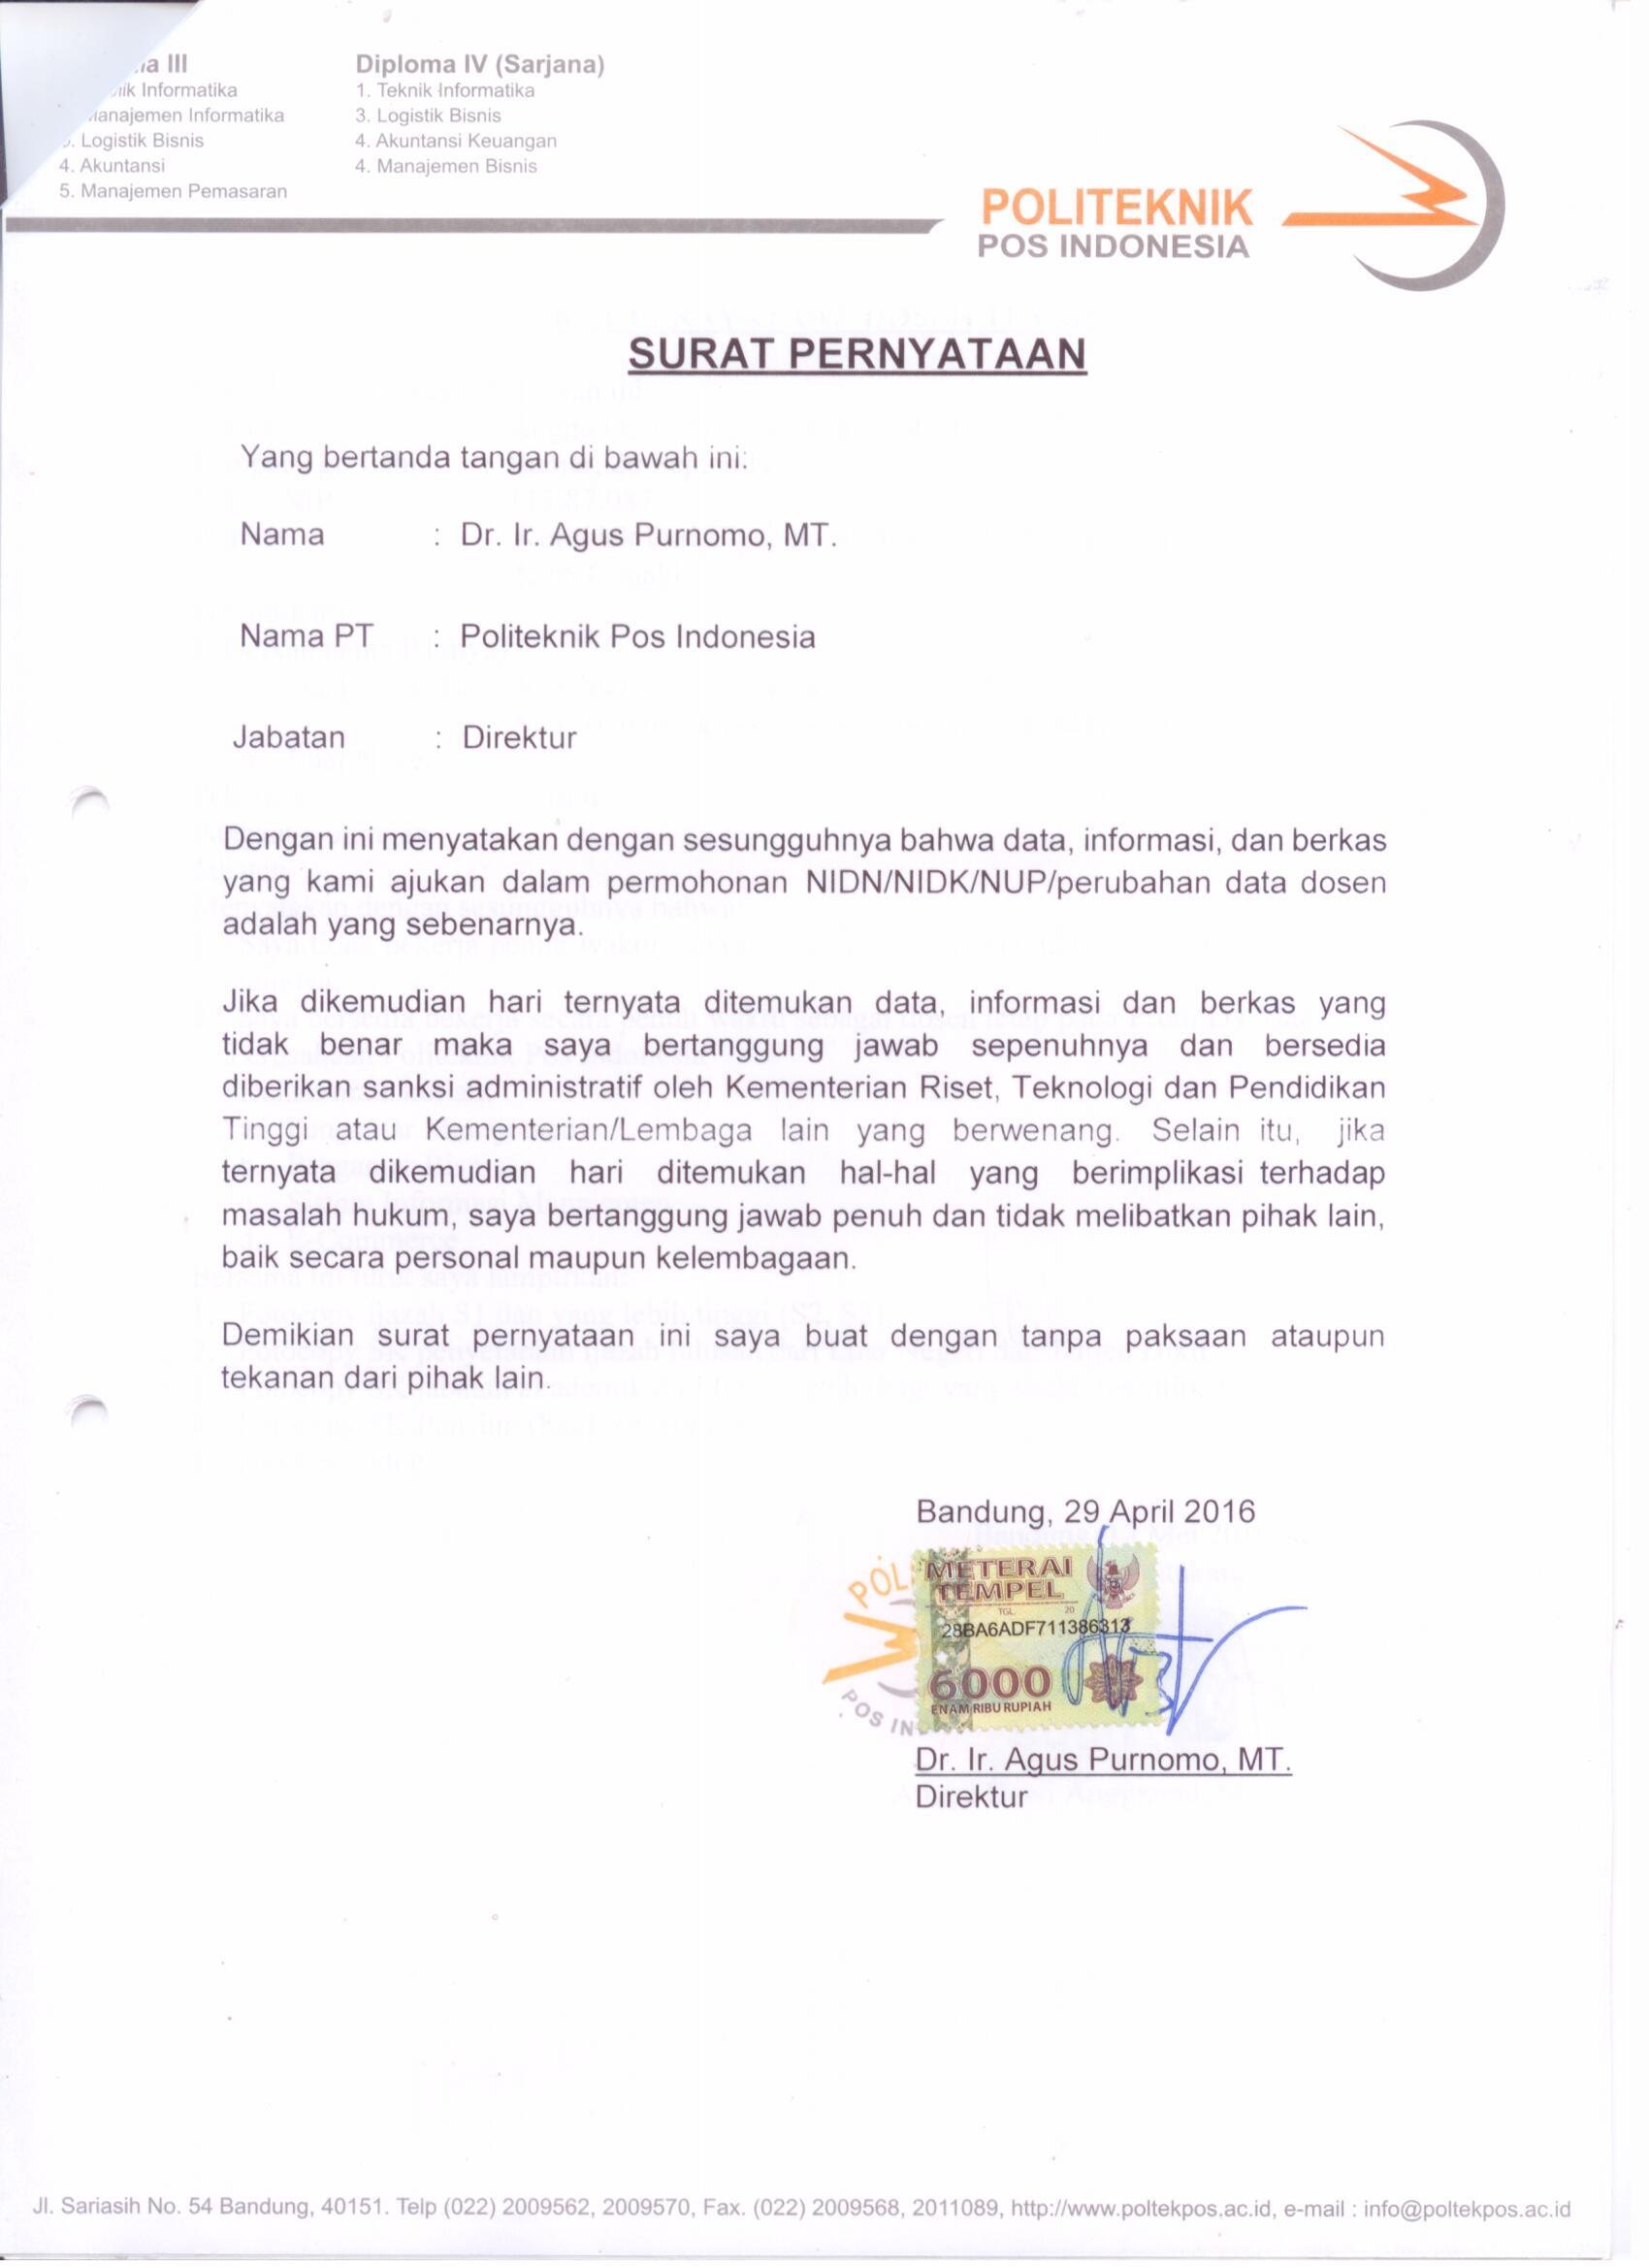 III
Informatika
Manajemen Informatika
Logistik Bisnis
4. Akuntansi
5. Manajemen Pemasaran
Diploma IV (Sarjana)
1. Teknik Informatika
3. Logistik Bisnis
4. Akuntansi Keuangan
4. Manajemen Bisnis
POLITEKNIK
POS INDONESIA
SURAT PERNYATAAN
Yang bertanda tangan di bawah ini:
Nama : Dr. Ir. Agus Purnomo, MT.
Nama PT : Politeknik Pos Indonesia
Jabatan : Direktur
Dengan ini menyatakan dengan sesungguhnya bahwa data, informasi, dan berkas
yang kami ajukan dalam permohonan NIDN/NIDK/NUP/perubahan data dosen
adalah yang sebenarnya.
Jika dikemudian hari ternyata ditemukan data, informasi dan berkas yang
tidak benar maka saya bertanggung jawab sepenuhnya dan bersedia
diberikan sanksi administratif oleh Kementerian Riset, Teknologi dan Pendidikan
Tinggi atau Kementerian/Lembaga lain yang berwenang. Selain itu, jika
ternyata dikemudian hari ditemukan hal-hal yang berimplikasi terhadap
masalah hukum, saya bertanggung jawab penuh dan tidak melibatkan pihak lain,
baik secara personal maupun kelembagaan.
Demikian surat pernyataan ini saya buat dengan tanpa paksaan ataupun
tekanan dari pihak lain.
Bandung, 29 April 2016
METERAI
TEMPEL
TGL. 20
28BA6ADF711386313
6000
ENAM RIBU RUPIAH
POS IN
Dr. Ir. Agus Purnomo, MT.
Direktur
Jl. Sariasih No. 54 Bandung, 40151. Telp (022) 2009562, 2009570, Fax. (022) 2009568, 2011089, http://www.poltekpos.ac.id, e-mail : info@poltekpos.ac.id